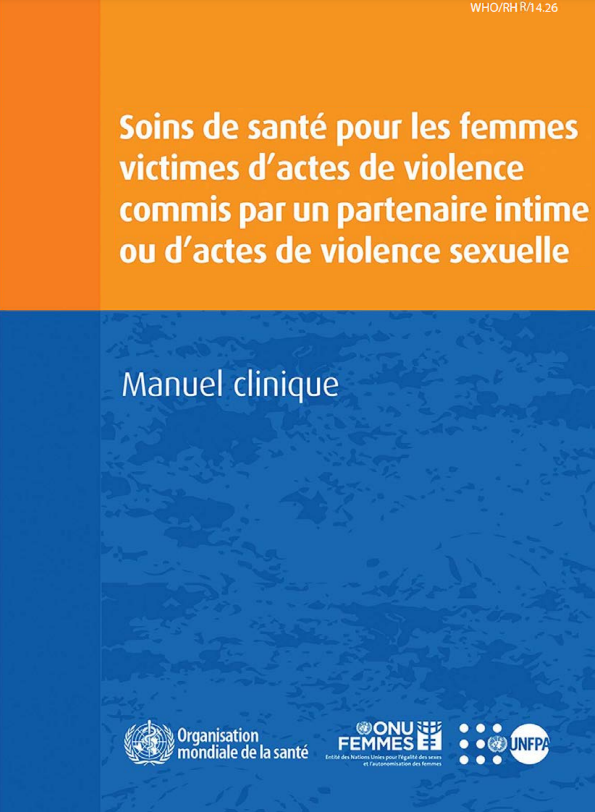 WHO/RHR/14.26
Soins de santé pour les femmes
victimes d’actes de violence
commis par un partenaire intime
ou d’actes de violence sexuelle
Manuel clinique
Organisation
mondiale de la santé
ONU
FEMMES
Entité des Nations Unies pour l’égalité des sexes
et l’autonomisation des femmes
UNFPA